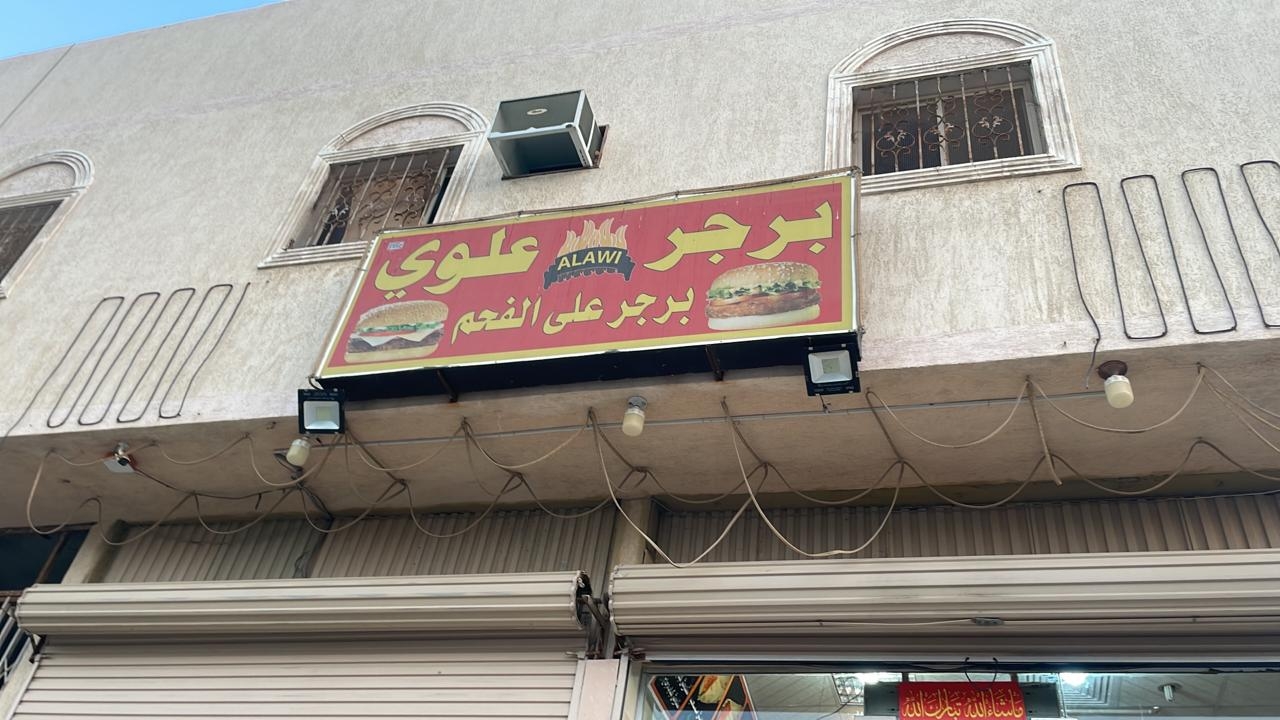 برجر علوي
ALAWI
برجر على الفحم
ماشاء الله تبارك الله